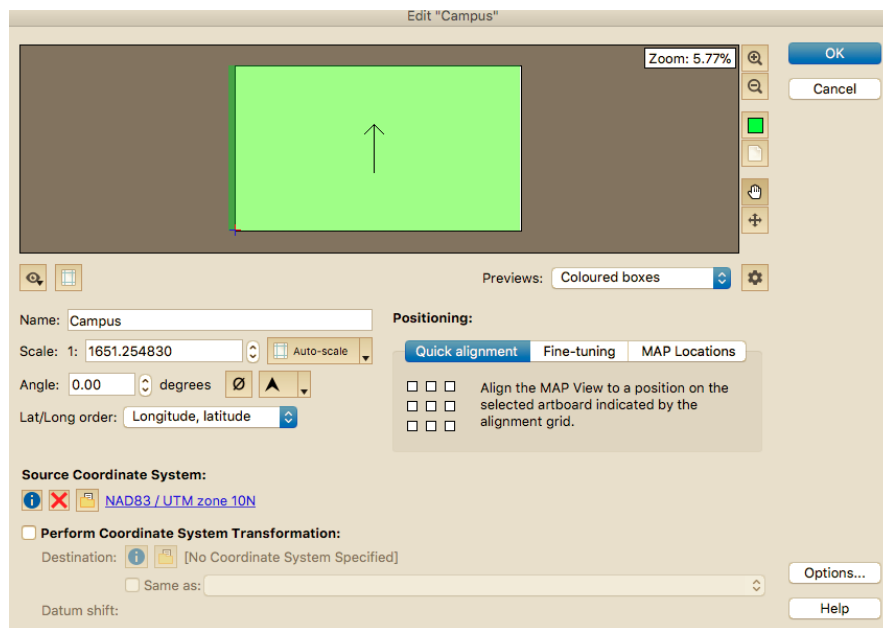 Edit "Campus"
Zoom: 5.77%
OK
Cancel
Previews: Coloured boxes
Name: Campus
Positioning:
Scale: 1: 1651.254830 Auto-scale
Quick alignment Fine-tuning MAP Locations
Angle: 0.00 degrees
Align the MAP View to a position on the
selected artboard indicated by the
alignment grid.
Lat/Long order: Longitude, latitude
Source Coordinate System:
NAD83 / UTM zone 10N
Perform Coordinate System Transformation:
Destination: [No Coordinate System Specified]
Same as:
Datum shift:
Options...
Help